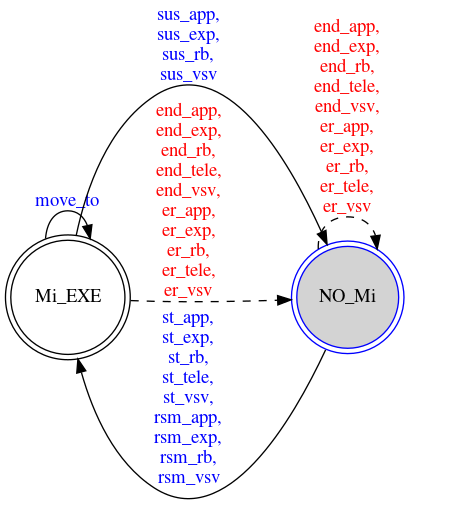 sus_app,
sus_exp,
sus_rb,
sus_vsv
end_app,
end_exp,
end_rb,
end_tele,
end_vsv,
er_app,
er_exp,
er_rb,
er_tele,
er_vsv
move_to
end_app,
end_exp,
end_rb,
end_tele,
end_vsv,
er_app,
er_exp,
er_rb,
er_tele,
er_vsv
Mi_EXE
NO_Mi
st_app,
st_exp,
st_rb,
st_tele,
st_vsv,
rsm_app,
rsm_exp,
rsm_rb,
rsm_vsv